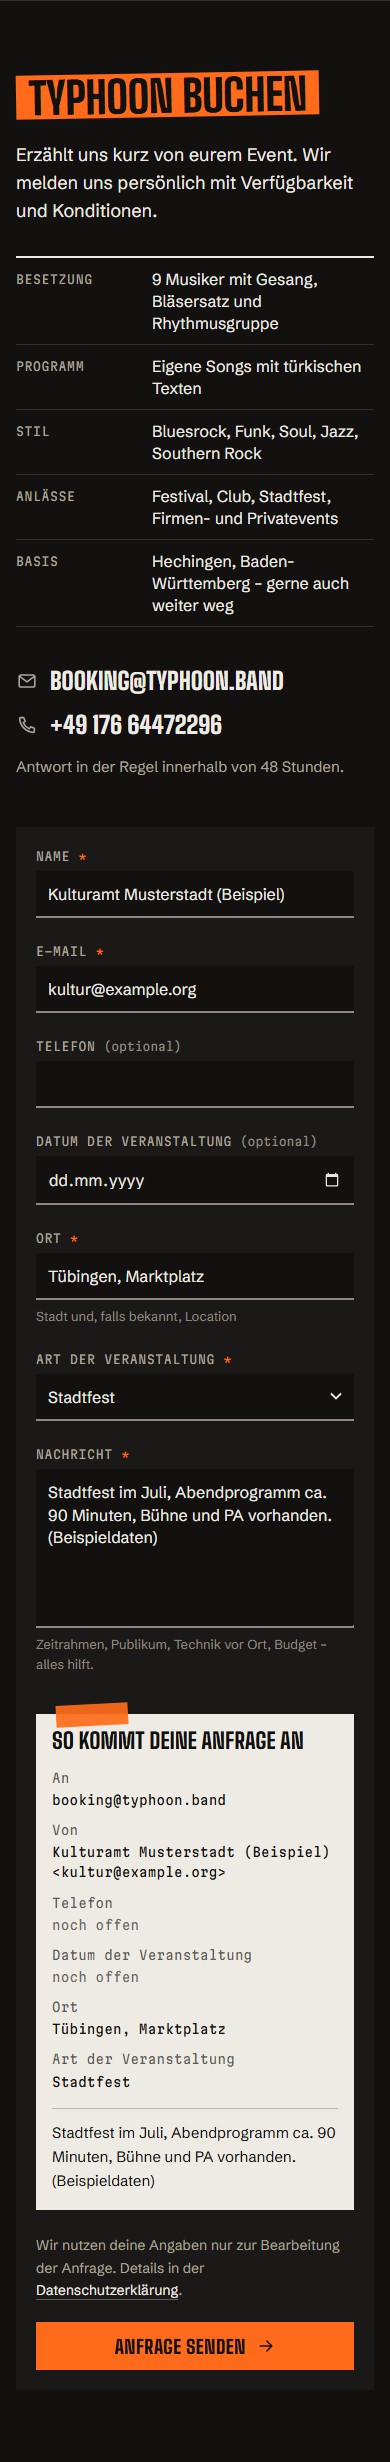 TYPHOON BUCHEN
Erzählt uns kurz von eurem Event. Wir
melden uns persönlich mit Verfügbarkeit
und Konditionen.
BESETZUNG
9 Musiker mit Gesang,
Bläsersatz und
Rhythmusgruppe
PROGRAMM
Eigene Songs mit türkischen
Texten
STIL
Bluesrock, Funk, Soul, Jazz,
Southern Rock
ANLÄSSE
Festival, Club, Stadtfest,
Firmen- und Privatevents
BASIS
Hechingen, Baden-
Württemberg – gerne auch
weiter weg
BOOKING@TYPHOON.BAND
+49 176 64472296
Antwort in der Regel innerhalb von 48 Stunden.
NAME *
Kulturamt Musterstadt (Beispiel)
E-MAIL *
kultur@example.org
TELEFON (optional)
DATUM DER VERANSTALTUNG (optional)
dd.mm.yyyy
ORT *
Tübingen, Marktplatz
Stadt und, falls bekannt, Location
ART DER VERANSTALTUNG *
Stadtfest
NACHRICHT *
Stadtfest im Juli, Abendprogramm ca.
90 Minuten, Bühne und PA vorhanden.
(Beispieldaten)
Zeitrahmen, Publikum, Technik vor Ort, Budget –
alles hilft.
SO KOMMT DEINE ANFRAGE AN
An
booking@typhoon.band
Von
Kulturamt Musterstadt (Beispiel)
<kultur@example.org>
Telefon
noch offen
Datum der Veranstaltung
noch offen
Ort
Tübingen, Marktplatz
Art der Veranstaltung
Stadtfest
Stadtfest im Juli, Abendprogramm ca. 90
Minuten, Bühne und PA vorhanden.
(Beispieldaten)
Wir nutzen deine Angaben nur zur Bearbeitung
der Anfrage. Details in der
Datenschutzerklärung.
ANFRAGE SENDEN →